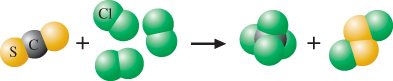 S C + Cl → +